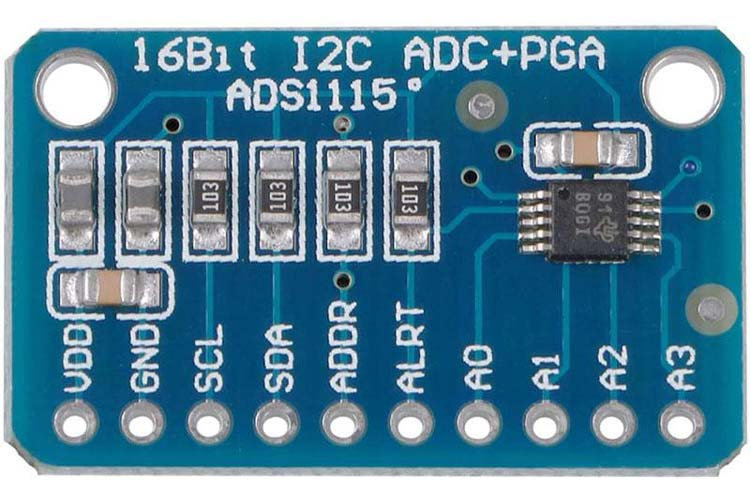 16Bit I2C ADC+PGA
ADS1115
103
103
103
103
BOGI
VDD
GND
SCL
SDA
ADDR
ALRT
A0
A1
A2
A3